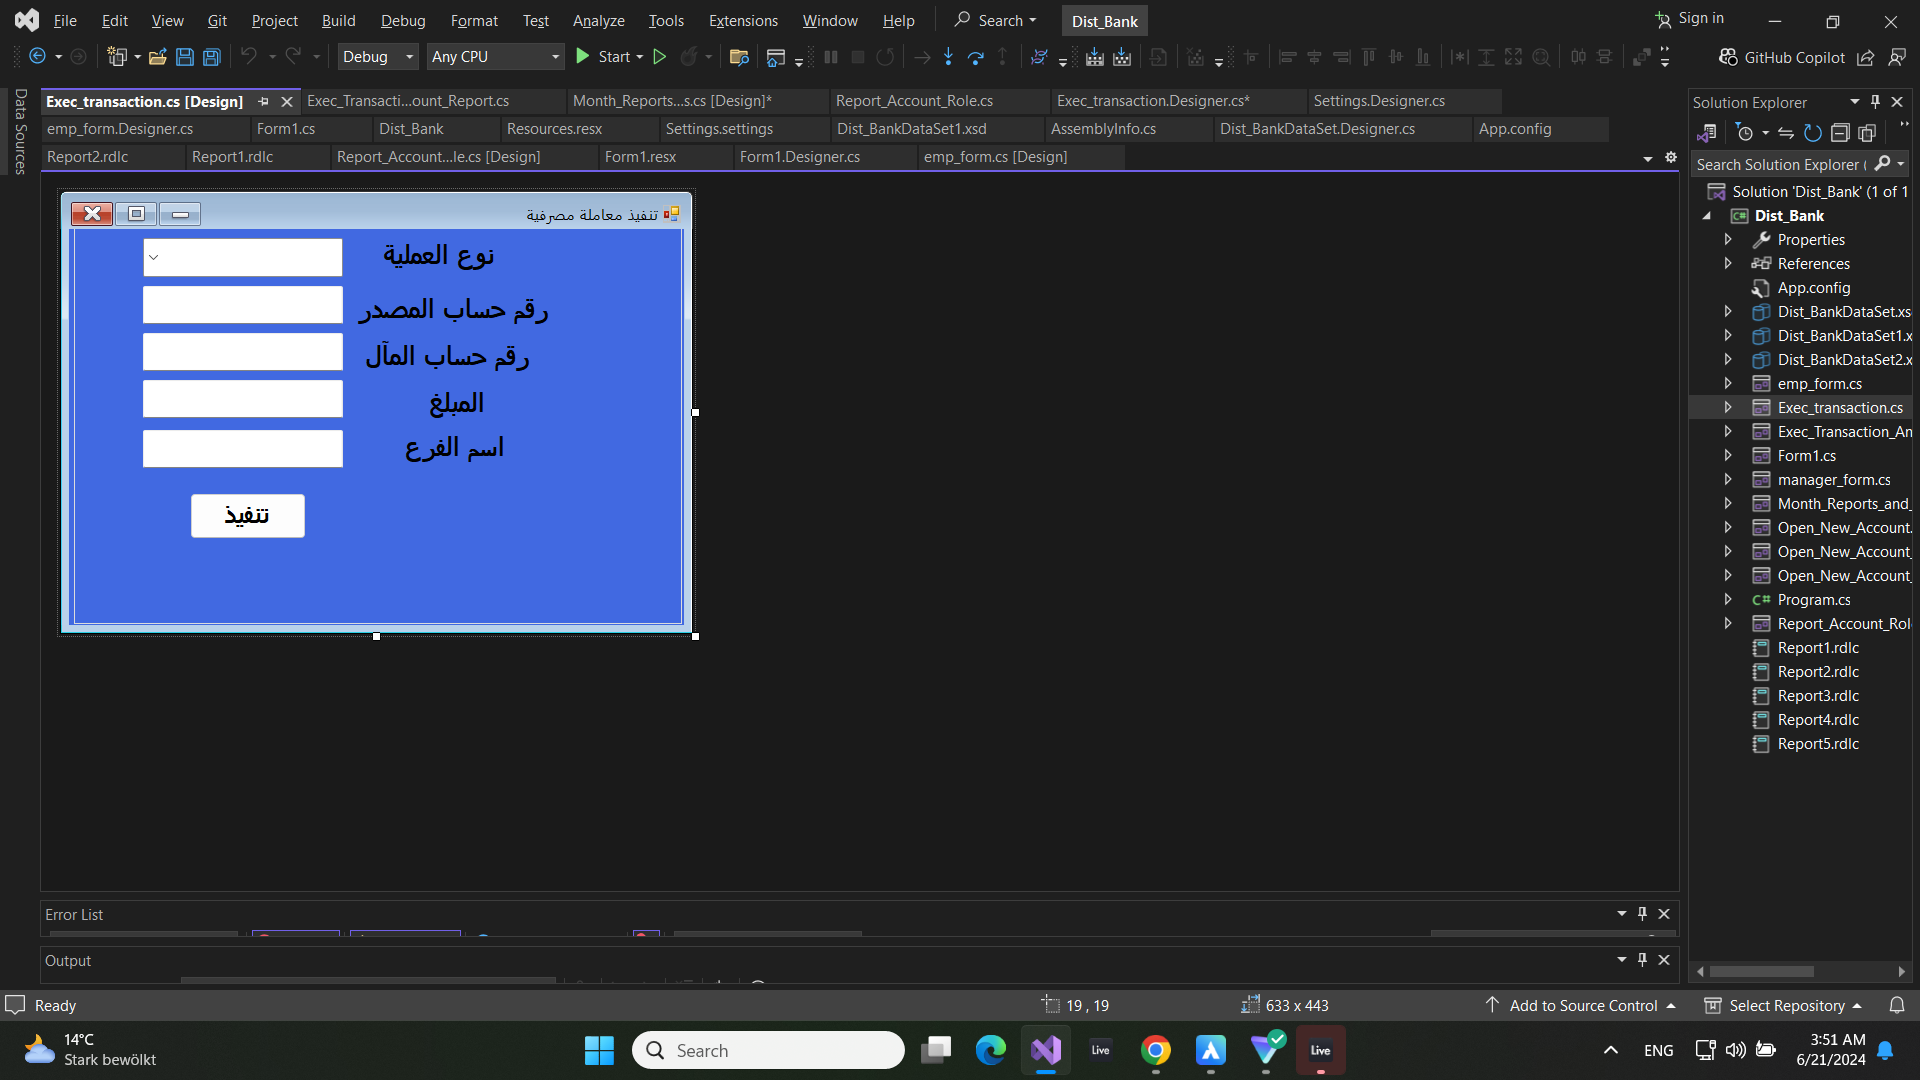 File Edit View Git Project Build Debug Format Test Analyze Tools Extensions Window Help Search Dist_Bank Sign in
Debug Any CPU Start GitHub Copilot
Data Sources
Exec_transaction.cs [Design] Exec_Transacti...ount_Report.cs Month_Reports...s.cs [Design]* Report_Account_Role.cs Exec_transaction.Designer.cs* Settings.Designer.cs
emp_form.Designer.cs Form1.cs Dist_Bank Resources.resx Settings.settings Dist_BankDataSet1.xsd AssemblyInfo.cs Dist_BankDataSet.Designer.cs App.config
Report2.rdlc Report1.rdlc Report_Account...le.cs [Design] Form1.resx Form1.Designer.cs emp_form.cs [Design]
تنفيذ معاملة مصرفية
نوع العملية
رقم حساب المصدر
رقم حساب المآل
المبلغ
اسم الفرع
تنفيذ
Solution Explorer
Search Solution Explorer (
Solution 'Dist_Bank' (1 of 1
Dist_Bank
Properties
References
App.config
Dist_BankDataSet.xs
Dist_BankDataSet1.x
Dist_BankDataSet2.x
emp_form.cs
Exec_transaction.cs
Exec_Transaction_An
Form1.cs
manager_form.cs
Month_Reports_and_
Open_New_Account.
Open_New_Account_
Open_New_Account_
Program.cs
Report_Account_Rol
Report1.rdlc
Report2.rdlc
Report3.rdlc
Report4.rdlc
Report5.rdlc
Error List
Output
Ready 19 , 19 633 x 443 Add to Source Control Select Repository
14°C
Stark bewölkt
Search
Live
Live
ENG
3:51 AM
6/21/2024